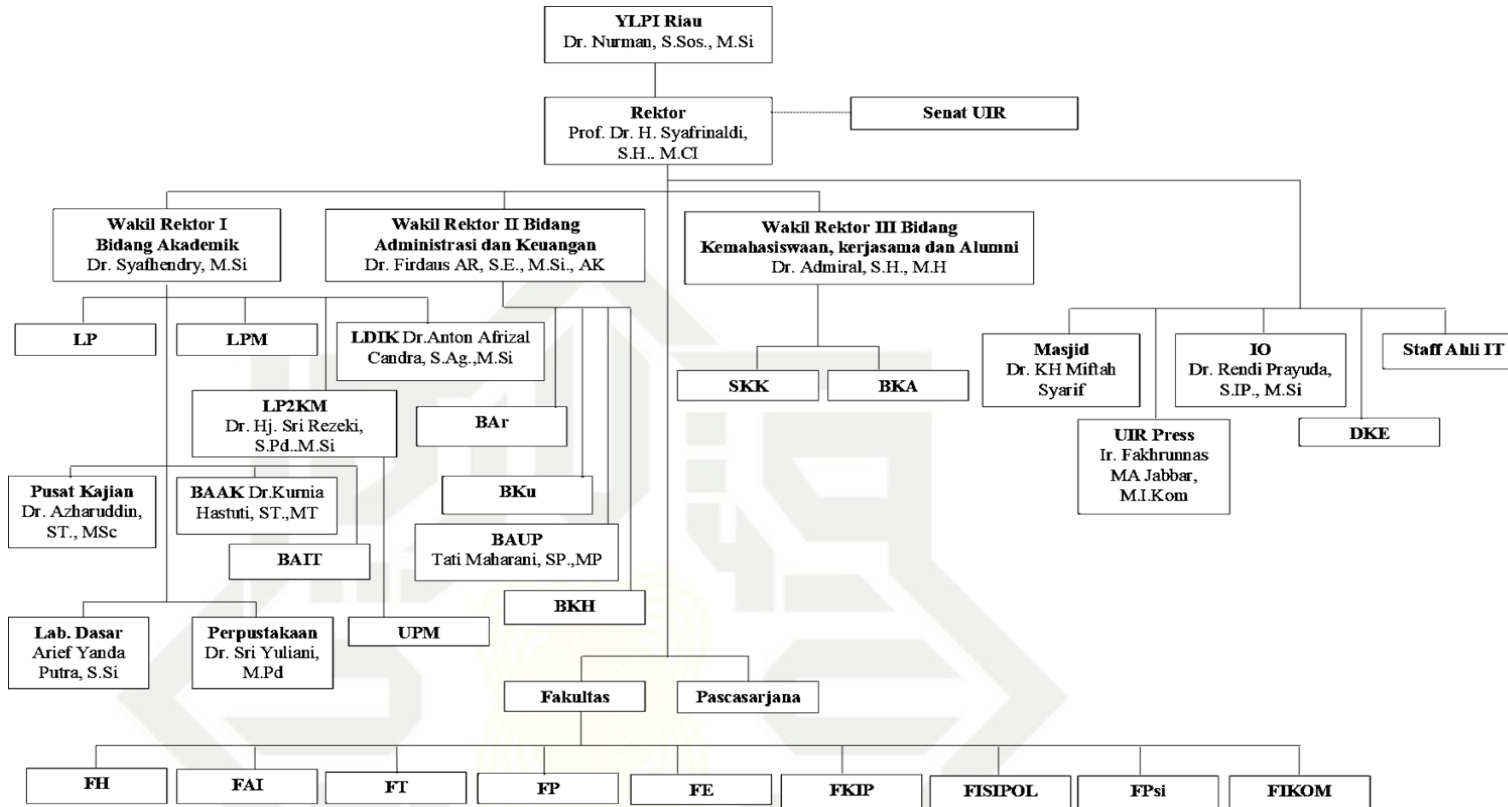 YLPI Riau
Dr. Nurman, S.Sos., M.Si
Rektor
Prof. Dr. H. Syafrinaldi,
S.H.. M.CI
Senat UIR
Wakil Rektor I
Bidang Akademik
Dr. Syafhendry, M.Si
Wakil Rektor II Bidang
Administrasi dan Keuangan
Dr. Firdaus AR, S.E., M.Si., AK
Wakil Rektor III Bidang
Kemahasiswaan, kerjasama dan Alumni
Dr. Admiral, S.H., M.H
LP
LPM
LDIK Dr.Anton Afrizal
Candra, S.Ag.,M.Si
LP2KM
Dr. Hj. Sri Rezeki,
S.Pd..M.Si
BAr
SKK
BKA
Masjid
Dr. KH Miftah
Syarif
IO
Dr. Rendi Prayuda,
S.IP., M.Si
Staff Ahli IT
UIR Press
Ir. Fakhrunnas
MA Jabbar,
M.I.Kom
DKE
Pusat Kajian
Dr. Azharuddin,
ST., MSc
BAAK Dr.Kurnia
Hastuti, ST.,MT
BAIT
BKu
BAUP
Tati Maharani, SP.,MP
BKH
Lab. Dasar
Arief Yanda
Putra, S.Si
Perpustakaan
Dr. Sri Yuliani,
M.Pd
UPM
Fakultas
Pascasarjana
FH
FAI
FT
FP
FE
FKIP
FISIPOL
FPsi
FIKOM